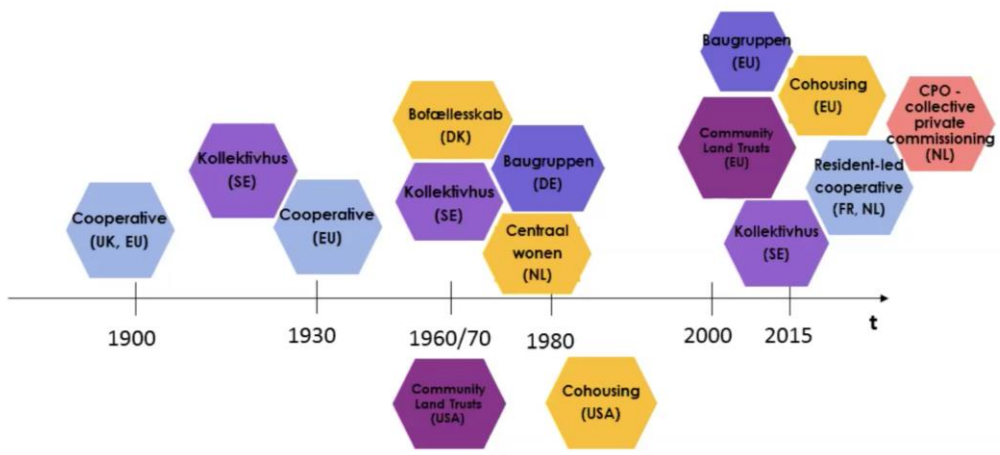 Cooperative
(UK, EU)
Kollektivhus
(SE)
Cooperative
(EU)
Bofællesskab
(DK)
Kollektivhus
(SE)
Baugruppen
(DE)
Centraal
wonen
(NL)
Baugruppen
(EU)
Community
Land Trusts
(EU)
Cohousing
(EU)
Kollektivhus
(SE)
Resident-led
cooperative
(FR, NL)
CPO -
collective
private
commissioning
(NL)
1900
1930
1960/70
1980
2000
2015
t
Community
Land Trusts
(USA)
Cohousing
(USA)